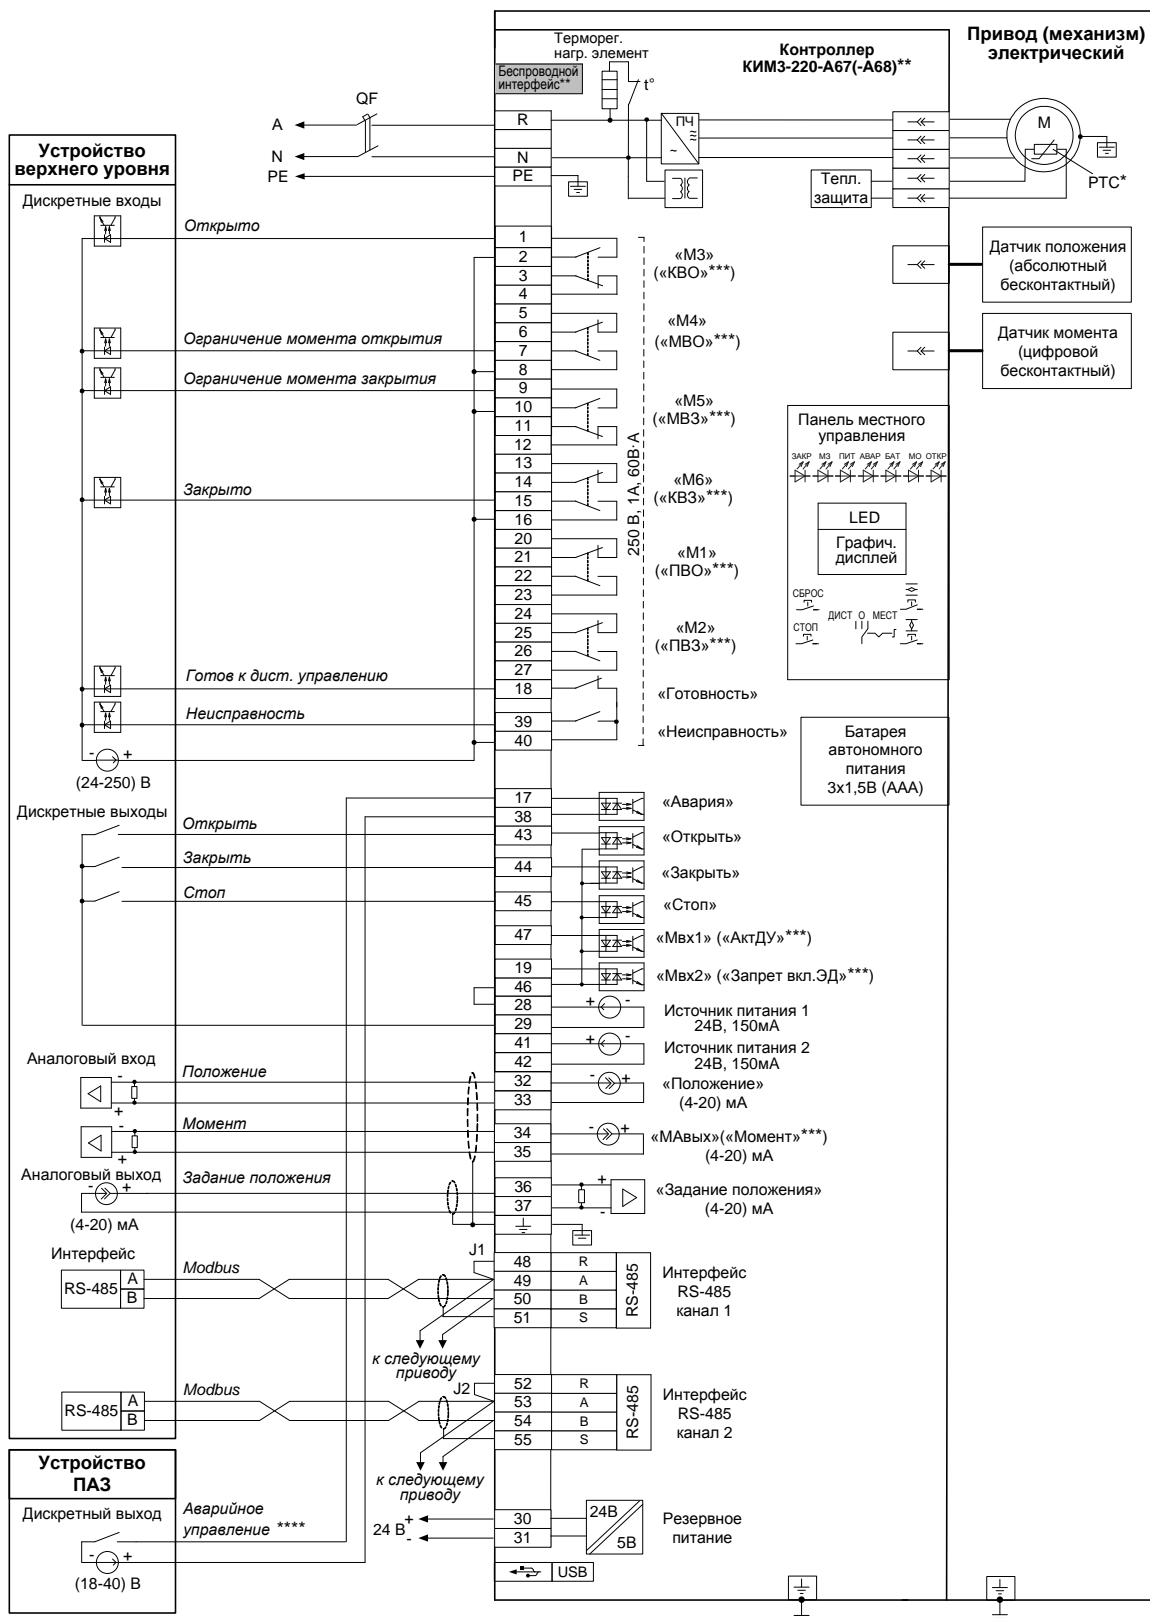 Привод (механизм)
электрический
Терморег.
нагр. элемент
Контроллер
КИМ3-220-А67(-А68)**
Беспроводной
интерфейс**
t°
QF
A
R
ПЧ
~
M
N
N
PE
PE
Тепл.
защита
PTC*
Устройство
верхнего уровня
Дискретные входы
Открыто
1
2
3
4
«М3»
(«КВО»***)
Датчик положения
(абсолютный
бесконтактный)
5
6
7
8
«М4»
(«МВО»***)
Ограничение момента открытия
Датчик момента
(цифровой
бесконтактный)
Ограничение момента закрытия
9
10
11
12
«М5»
(«МВЗ»***)
250 В, 1А, 60В·А
Панель местного
управления
ЗАКР МЗ ПИТ АВАР БАТ МО ОТКР
13
14
15
16
«М6»
(«КВЗ»***)
Закрыто
LED
Графич.
дисплей
20
21
22
23
«М1»
(«ПВО»***)
СБРОС
ДИСТ О МЕСТ
СТОП
24
25
26
27
«М2»
(«ПВЗ»***)
Готов к дист. управлению
18
«Готовность»
Неисправность
39
40
«Неисправность»
Батарея
автономного
питания
3х1,5В (ААА)
- +
(24-250) В
Дискретные выходы
17
38
«Авария»
Открыть
43
«Открыть»
Закрыть
44
«Закрыть»
Стоп
45
«Стоп»
47
«Мвх1» («АктДУ»***)
19
«Мвх2» («Запрет вкл.ЭД»***)
46
28
29
+ -
Источник питания 1
24В, 150мА
41
42
+ -
Источник питания 2
24В, 150мА
Аналоговый вход
Положение
- +
32
33
- +
«Положение»
(4-20) мА
Момент
- +
34
35
- +
«МАвых»(«Момент»***)
(4-20) мА
Аналоговый выход
Задание положения
- +
(4-20) мА
36
37
+ -
«Задание положения»
(4-20) мА
Интерфейс
RS-485
A
B
Modbus
J1
48 R
49 A
50 B
51 S
RS-485
Интерфейс
RS-485
канал 1
к следующему
приводу
RS-485
A
B
Modbus
J2
52 R
53 A
54 B
55 S
RS-485
Интерфейс
RS-485
канал 2
к следующему
приводу
Устройство
ПАЗ
Дискретный выход
- +
(18-40) В
Аварийное
управление ****
24 В
+
-
30
31
24В
5В
Резервное
питание
USB